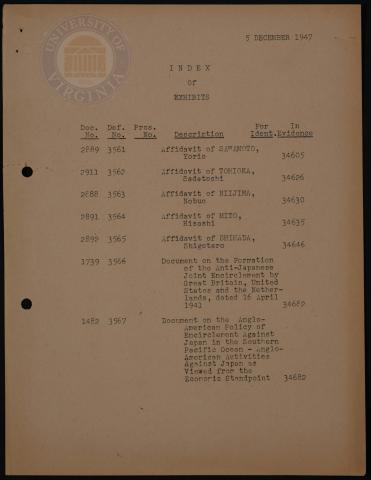 UNIVERSITY OF
VIRGINIA
5 DECEMBER 1947
INDEX
Of
EXHIBITS
Doc. Def. Pros. For In
No. No. No. Description Ident. Evidence
2889 3561 Affidavit of SAWAMOTO,
Yorio 34605
2911 3562 Affidavit of TOMIOKA,
Sadatoshi 34626
2888 3563 Affidavit of NIIJIMA,
Nobuo 34630
2891 3564 Affidavit of MITO,
Hisashi 34635
2892 3565 Affidavit of SHIMADA,
Shigetaro 34646
1739 3566 Document on the Formation
of the Anti-Japanese
Joint Encirclement by
Great Britain, United
States and the Nether-
lands, dated 16 April
1941 34682
1482 3567 Document on the Anglo-
American Policy of
Encirclement Against
Japan in the Southern
Pacific Ocean - Anglo-
American Activities
Against Japan as
Viewed from the
Economic Standpoint 34682